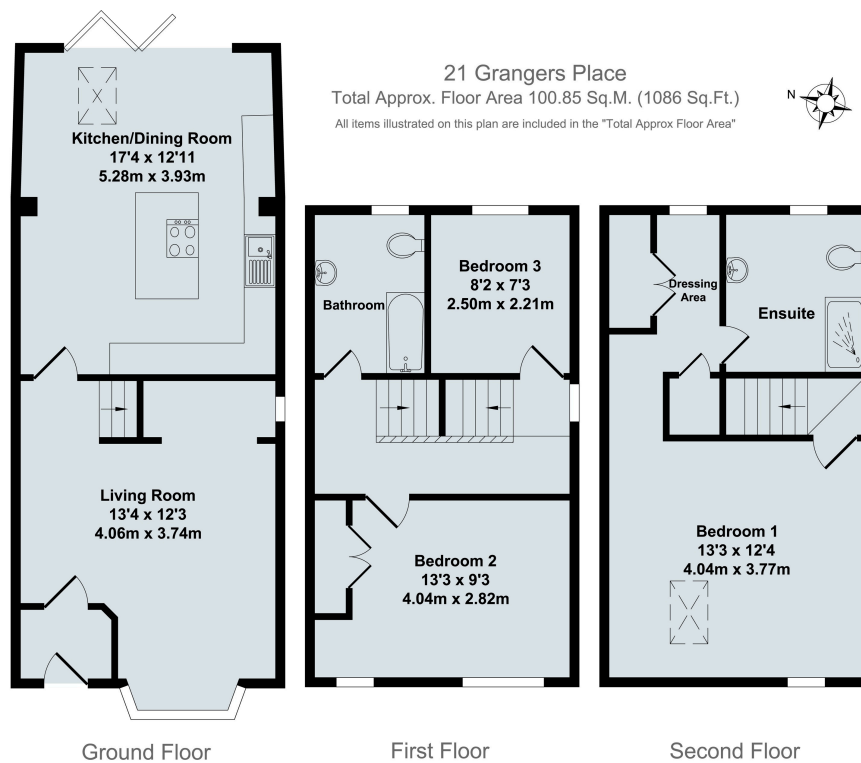 21 Grangers Place
Total Approx. Floor Area 100.85 Sq.M. (1086 Sq.Ft.)
All items illustrated on this plan are included in the "Total Approx Floor Area"
N
Kitchen/Dining Room
17'4 x 12'11
5.28m x 3.93m
Living Room
13'4 x 12'3
4.06m x 3.74m
Ground Floor
Bathroom
Bedroom 3
8'2 x 7'3
2.50m x 2.21m
Bedroom 2
13'3 x 9'3
4.04m x 2.82m
First Floor
Dressing
Area
Ensuite
Bedroom 1
13'3 x 12'4
4.04m x 3.77m
Second Floor